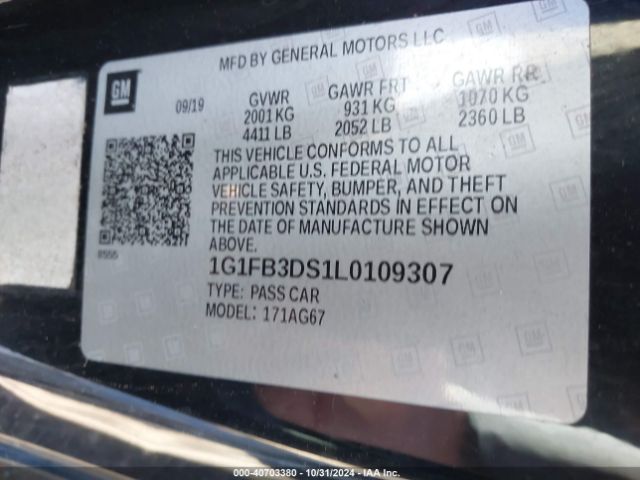 MFD BY GENERAL MOTORS LLC
GM
09/19
GVWR GAWR FRT GAWR RR
2001 KG 931 KG 1070 KG
4411 LB 2052 LB 2360 LB
THIS VEHICLE CONFORMS TO ALL
APPLICABLE U.S. FEDERAL MOTOR
VEHICLE SAFETY, BUMPER, AND THEFT
PREVENTION STANDARDS IN EFFECT ON
THE DATE OF MANUFACTURE SHOWN
ABOVE.
8555
1G1FB3DS1L0109307
TYPE: PASS CAR
MODEL: 171AG67
000-40703380 - 10/31/2024 - IAA Inc.